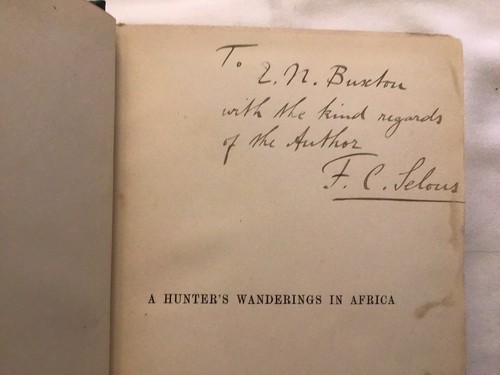 To
E. N. Buxton
with the kind regards
of the Author
F. C. Selous
A HUNTER'S WANDERINGS IN AFRICA